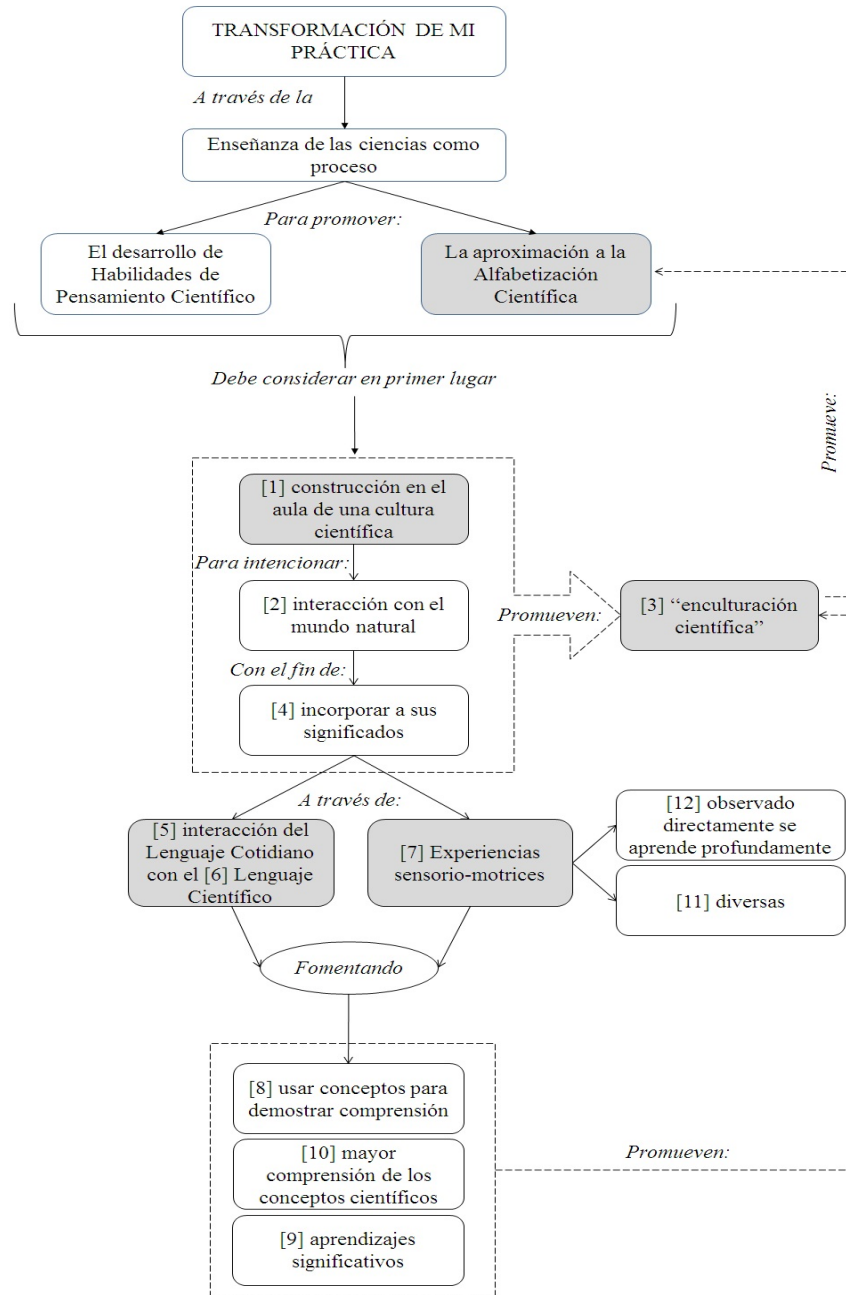 TRANSFORMACIÓN DE MI
PRÁCTICA
A través de la
Enseñanza de las ciencias como
proceso
Para promover:
El desarrollo de
Habilidades de
Pensamiento Científico
La aproximación a la
Alfabetización
Científica
Debe considerar en primer lugar
Promueve:
[1] construcción en el
aula de una cultura
científica
Para intencionar:
[2] interacción con el
mundo natural
Promueven:
[3] “enculturación
científica”
Con el fin de:
[4] incorporar a sus
significados
A través de:
[5] interacción del
Lenguaje Cotidiano
con el [6] Lenguaje
Científico
[7] Experiencias
sensorio-motrices
[12] observado
directamente se
aprende profundamente
[11] diversas
Fomentando
[8] usar conceptos para
demostrar comprensión
[10] mayor
comprensión de los
conceptos científicos
Promueven:
[9] aprendizajes
significativos